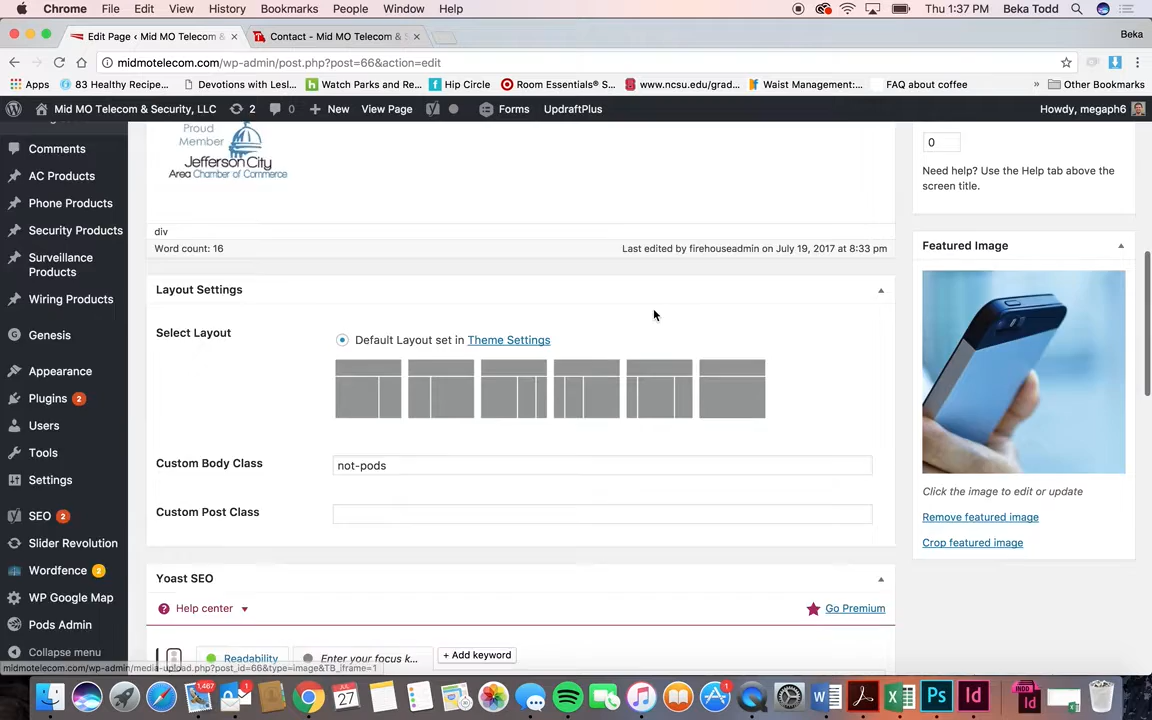 Chrome File Edit View History Bookmarks People Window Help Thu 1:37 PM Beka Todd
Edit Page ‹ Mid MO Telecom & Contact - Mid MO Telecom & S Beka
midmotelecom.com/wp-admin/post.php?post=66&action=edit
Apps 83 Healthy Recipe... Devotions with Lesl... Watch Parks and Re... Hip Circle Room Essentials® S... www.ncsu.edu/grad... Waist Management:... FAQ about coffee » Other Bookmarks
Mid MO Telecom & Security, LLC 2 0 New View Page Forms UpdraftPlus Howdy, megaph6
Comments
AC Products
Phone Products
Security Products
Surveillance
Products
Wiring Products
Genesis
Appearance
Plugins 2
Users
Tools
Settings
SEO 2
Slider Revolution
Wordfence 2
WP Google Map
Pods Admin
Collapse menu
Proud
Member
Jefferson City
Area Chamber of Commerce
div
Word count: 16 Last edited by firehouseadmin on July 19, 2017 at 8:33 pm
Layout Settings
Select Layout Default Layout set in Theme Settings
Custom Body Class not-pods
Custom Post Class
Yoast SEO
Help center Go Premium
Readability Enter your focus k... + Add keyword
0
Need help? Use the Help tab above the
screen title.
Featured Image
Click the image to edit or update
Remove featured image
Crop featured image
midmotelecom.com/wp-admin/media-upload.php?post_id=66&type=image&TB_iframe=1
1,467 1 JUL 27 1 Ps Id INDD Id